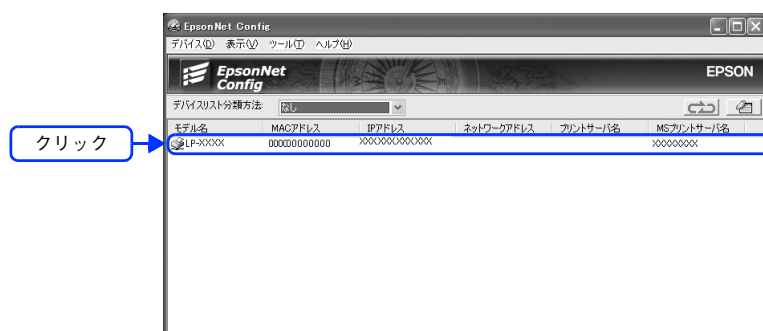 EpsonNet Config
デバイス(D) 表示(V) ツール(T) ヘルプ(H)
EpsonNet
Config
EPSON
デバイスリスト分類方法: なし
モデル名 MACアドレス IPアドレス ネットワークアドレス プリントサーバ名 MSプリントサーバ名
クリック
LP-XXXX 000000000000 XXX.XXX.XXX.XXX XXXXXXXX